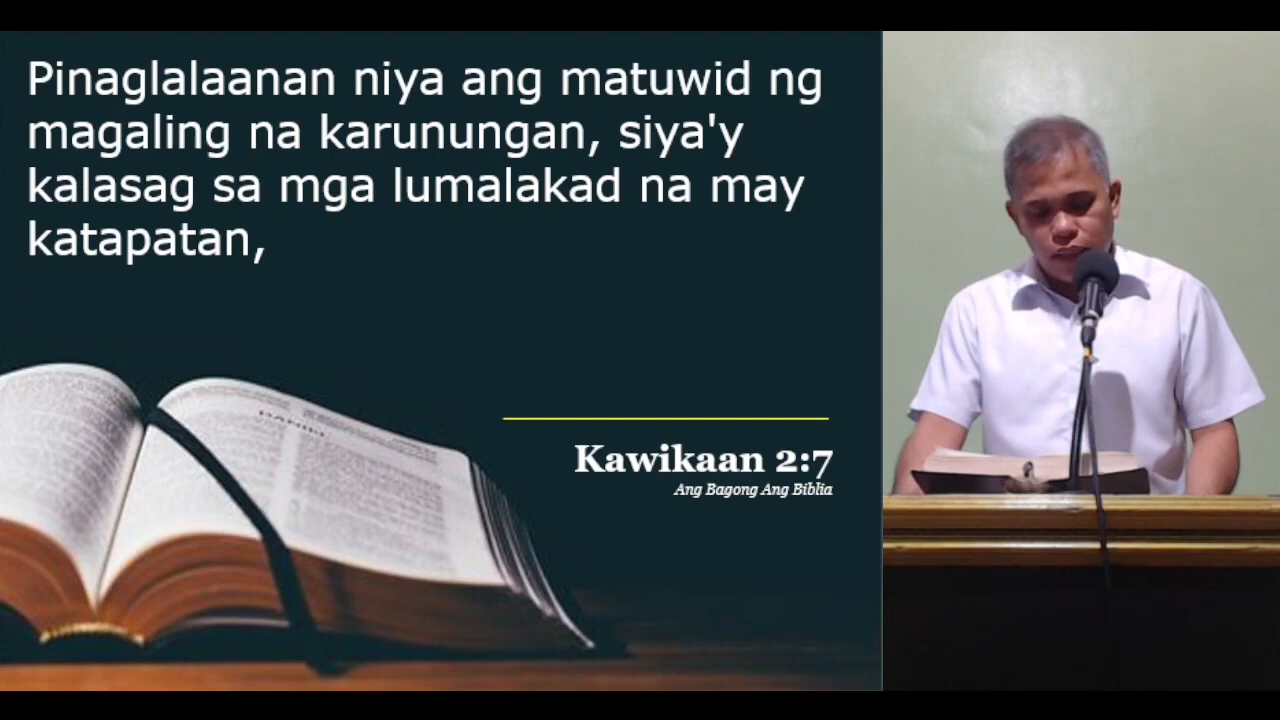 Pinaglalaanan niya ang matuwid ng
magaling na karunungan, siya'y
kalasag sa mga lumalakad na may
katapatan,
Kawikaan 2:7
Ang Bagong Ang Biblia